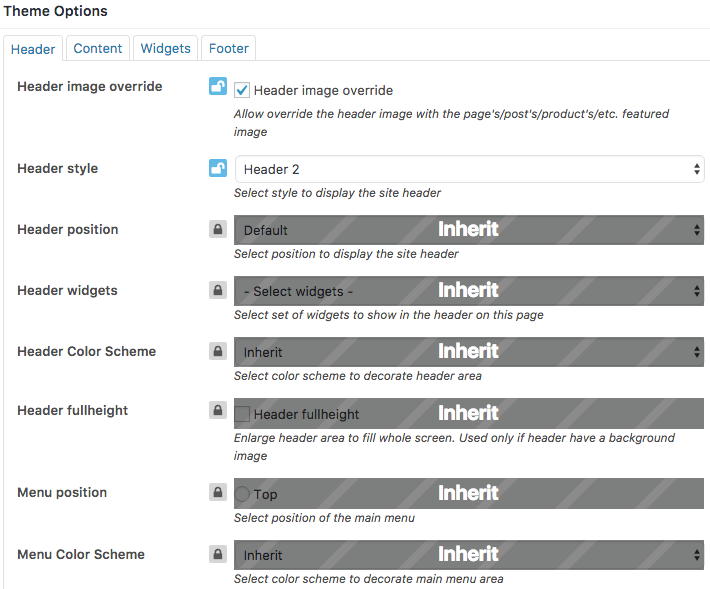 Theme Options
Header
Content
Widgets
Footer
Header image override
Header image override
Allow override the header image with the page's/post's/product's/etc. featured
image
Header style
Header 2
Select style to display the site header
Header position
Default
Inherit
Select position to display the site header
Header widgets
- Select widgets -
Inherit
Select set of widgets to show in the header on this page
Header Color Scheme
Inherit
Inherit
Select color scheme to decorate header area
Header fullheight
Header fullheight
Inherit
Enlarge header area to fill whole screen. Used only if header have a background
image
Menu position
Top
Inherit
Select position of the main menu
Menu Color Scheme
Inherit
Inherit
Select color scheme to decorate main menu area